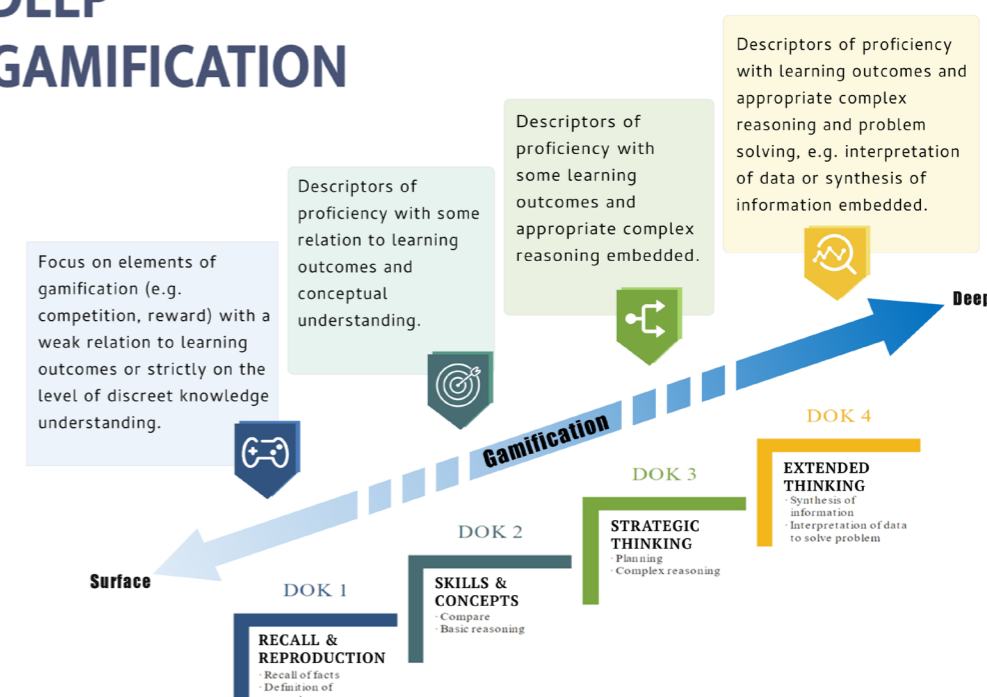 DEEP
GAMIFICATION
Focus on elements of
gamification (e.g.
competition, reward) with a
weak relation to learning
outcomes or strictly on the
level of discreet knowledge
understanding.
Descriptors of
proficiency with some
relation to learning
outcomes and
conceptual
understanding.
Descriptors of
proficiency with
some learning
outcomes and
appropriate complex
reasoning embedded.
Descriptors of proficiency
with learning outcomes and
appropriate complex
reasoning and problem
solving, e.g. interpretation
of data or synthesis of
information embedded.
Surface
Gamification
Deep
DOK 1
RECALL &
REPRODUCTION
· Recall of facts
· Definition of
DOK 2
SKILLS &
CONCEPTS
· Compare
· Basic reasoning
DOK 3
STRATEGIC
THINKING
· Planning
· Complex reasoning
DOK 4
EXTENDED
THINKING
· Synthesis of
information
· Interpretation of data
to solve problem